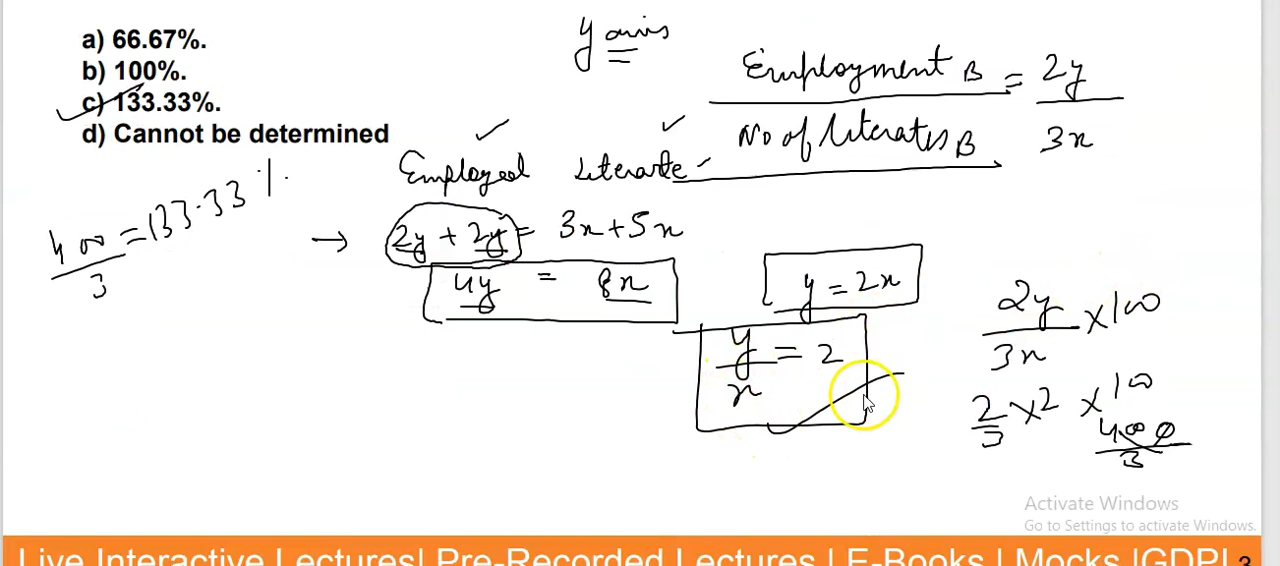 a) 66.67%.
b) 100%.
c) 133.33%.
d) Cannot be determined
Employment B
No of literates B
= 2y
3x
Employed Literate
2y + 2y = 3x+5x
4y = 8x
y = 2x
y
x
= 2
400
3
= 133.33 %.
2y
3x
x100
2
3
x 2 x 100
400
3
Activate Windows
Go to Settings to activate Windows.
Live Interactive Lectures| Pre-Recorded Lectures | E-Books | Mocks |GDPI 3